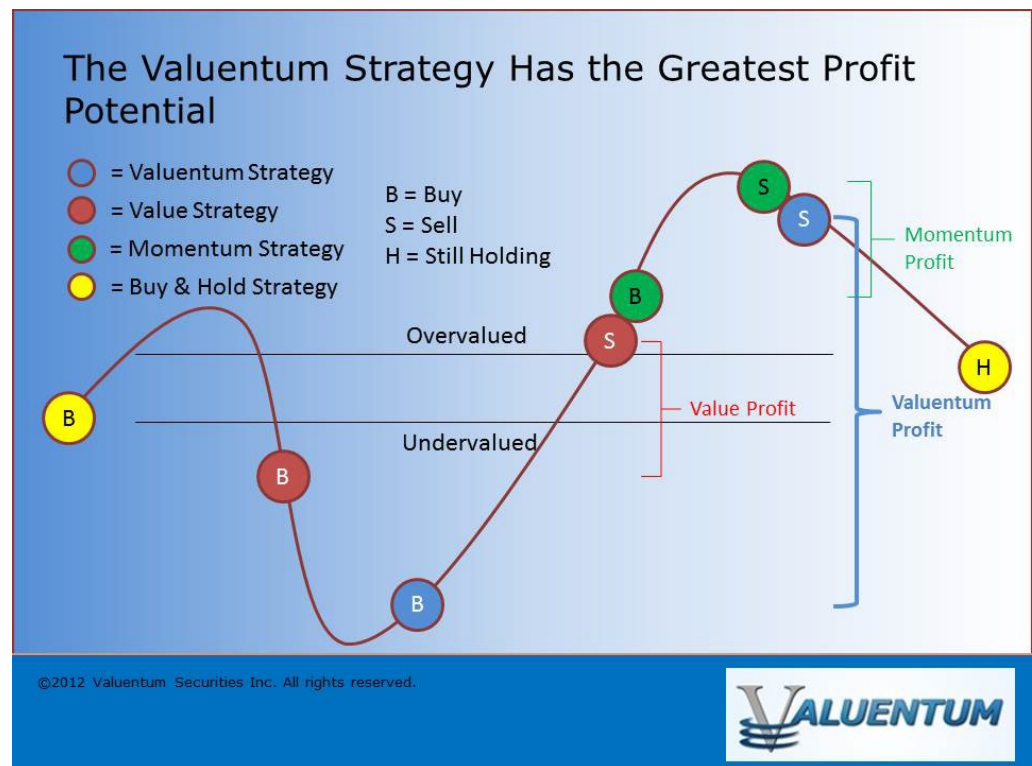 The Valuentum Strategy Has the Greatest Profit
Potential
= Valuentum Strategy
= Value Strategy
= Momentum Strategy
= Buy & Hold Strategy
B = Buy
S = Sell
H = Still Holding
S
S
Momentum
Profit
B
S
Overvalued
H
B
Value Profit
Valuentum
Profit
Undervalued
B
B
©2012 Valuentum Securities Inc. All rights reserved.
VALUENTUM